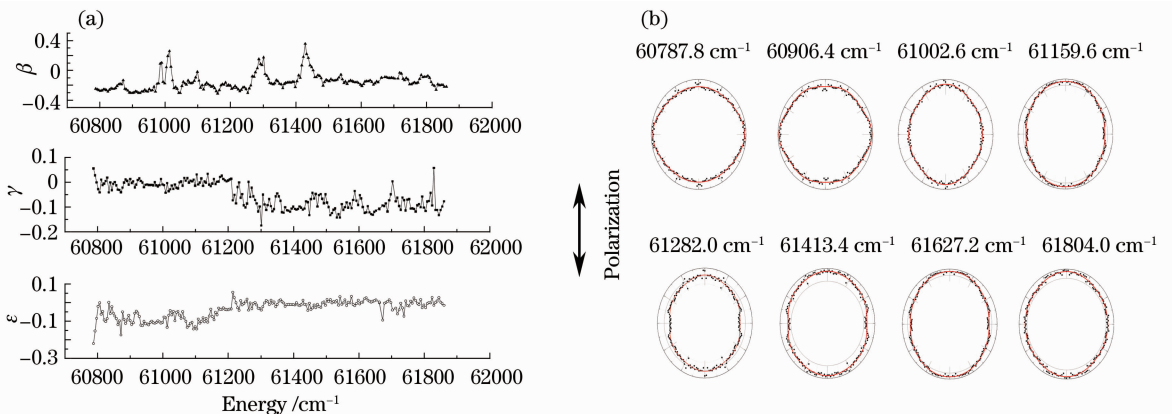 (a)
0.4
0
−0.4
β
60800 61000 61200 61400 61600 61800 62000
0.1
0
−0.1
−0.2
γ
60800 61000 61200 61400 61600 61800 62000
0.1
−0.1
−0.3
ε
60800 61000 61200 61400 61600 61800 62000
Energy /cm⁻¹
(b)
60787.8 cm⁻¹ 60906.4 cm⁻¹ 61002.6 cm⁻¹ 61159.6 cm⁻¹
Polarization
61282.0 cm⁻¹ 61413.4 cm⁻¹ 61627.2 cm⁻¹ 61804.0 cm⁻¹